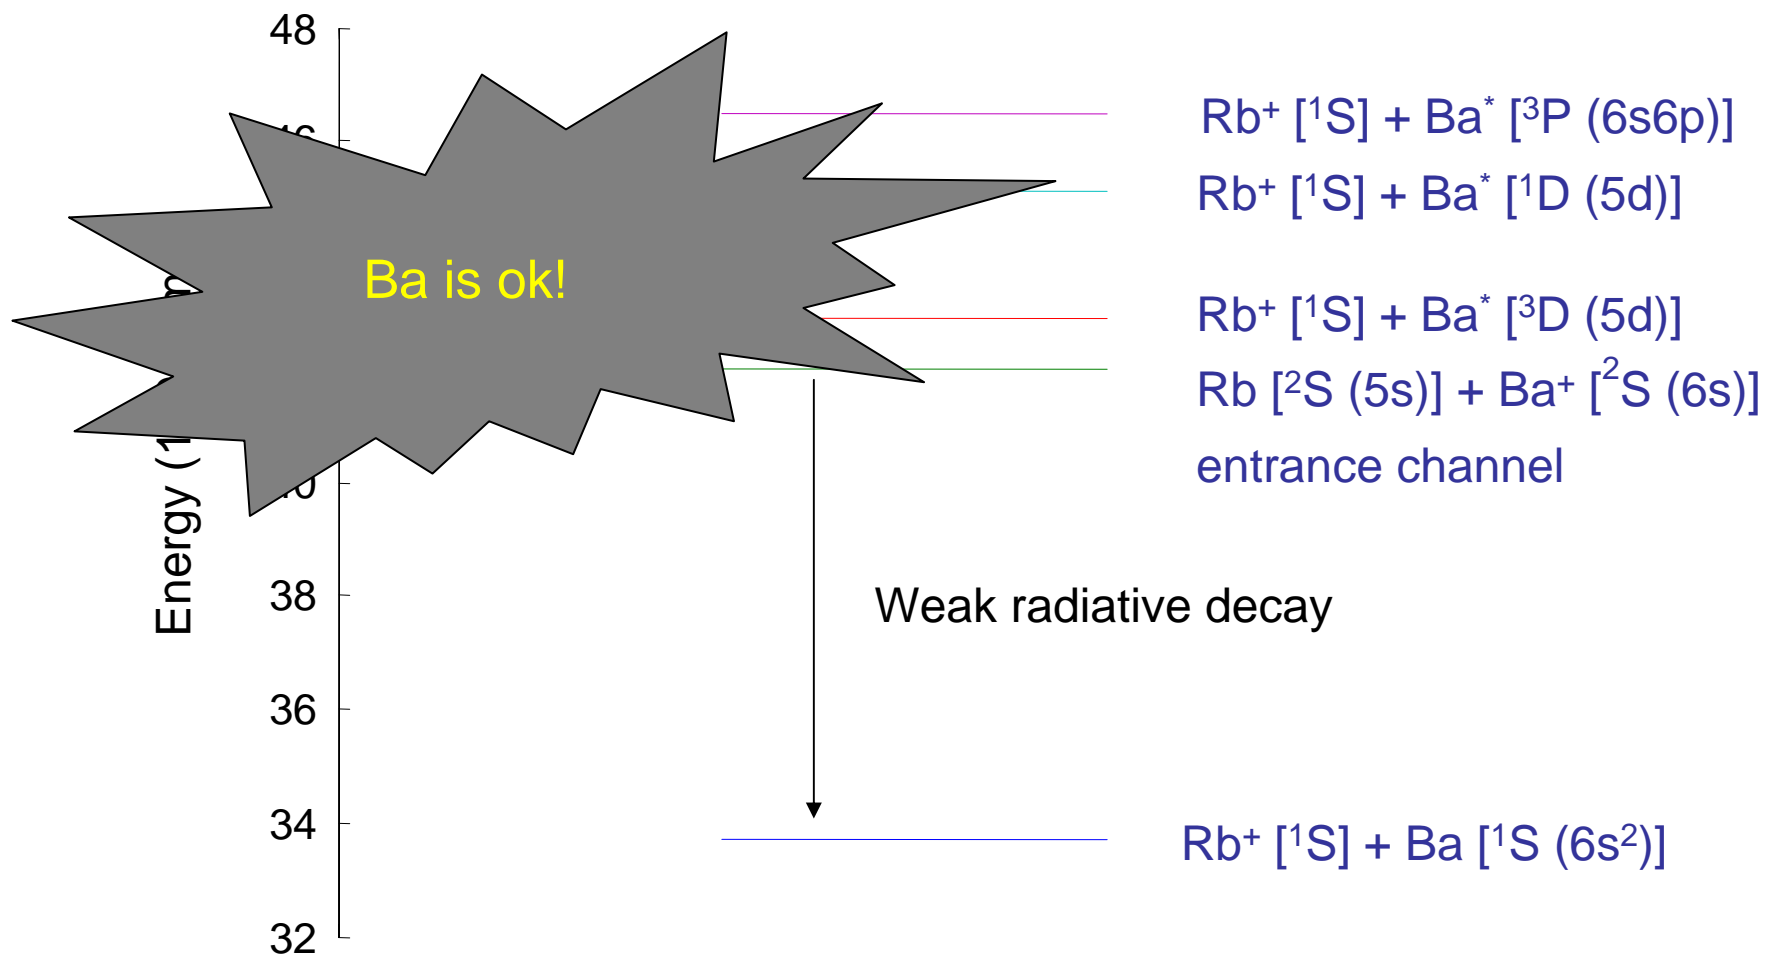 48
Rb⁺ [¹S] + Ba* [³P (6s6p)]
Rb⁺ [¹S] + Ba* [¹D (5d)]
Ba is ok!
Rb⁺ [¹S] + Ba* [³D (5d)]
Rb [²S (5s)] + Ba⁺ [²S (6s)]
entrance channel
Energy (1
38
Weak radiative decay
36
34
Rb⁺ [¹S] + Ba [¹S (6s²)]
32